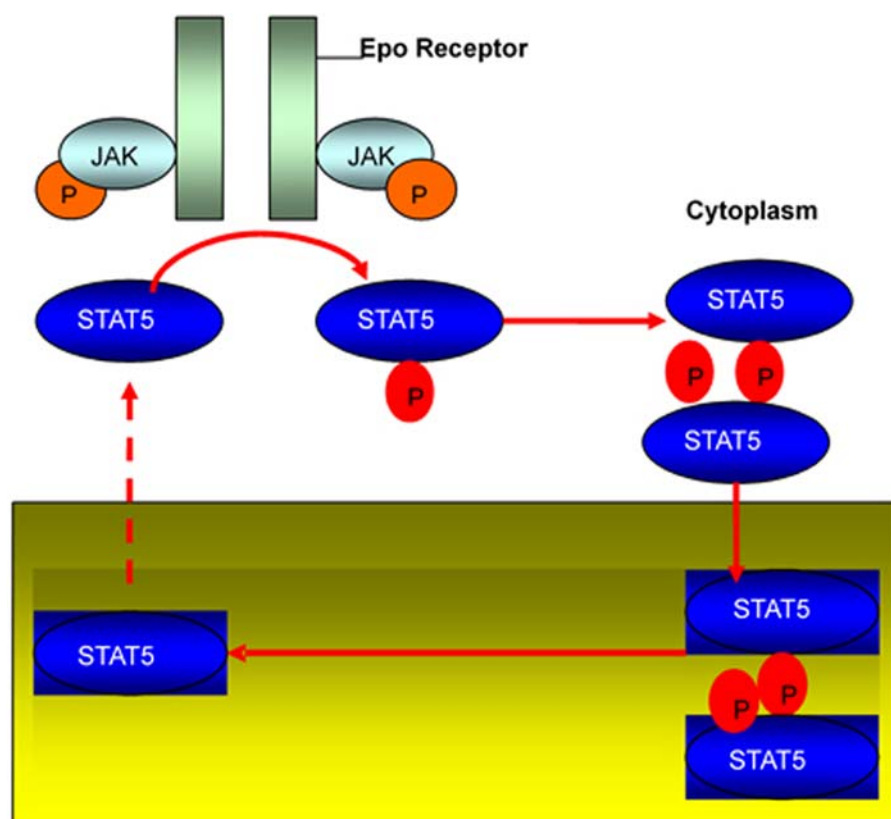 Epo Receptor
JAK
JAK
P
P
Cytoplasm
STAT5
STAT5
STAT5
P
P
P
STAT5
STAT5
STAT5
P
P
STAT5